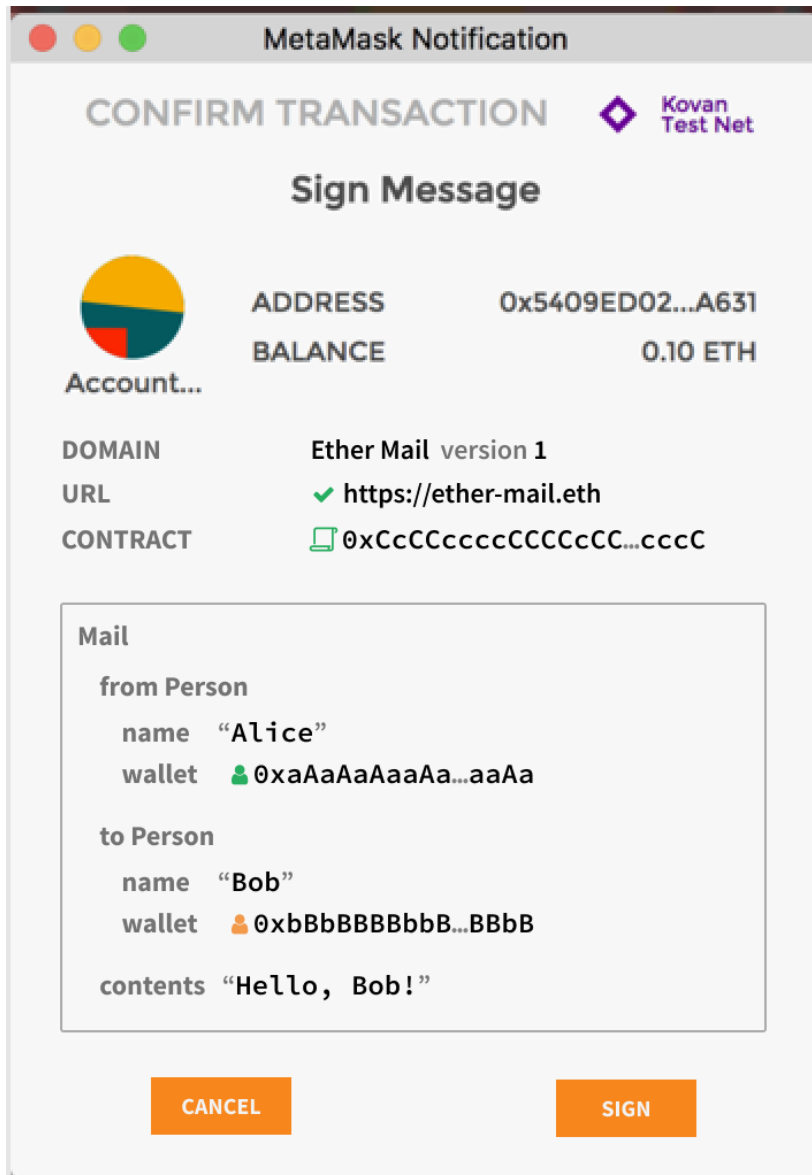 MetaMask Notification
CONFIRM TRANSACTION
Kovan
Test Net
Sign Message
Account...
ADDRESS 0x5409ED02...A631
BALANCE 0.10 ETH
DOMAIN Ether Mail version 1
URL https://ether-mail.eth
CONTRACT 0xCcCCccccCCCCcCC…cccC
Mail
from Person
name “Alice”
wallet 0xaAaAaAaaAa…aaAa
to Person
name “Bob”
wallet 0xbBbBBBBbbB…BBbB
contents “Hello, Bob!”
CANCEL
SIGN